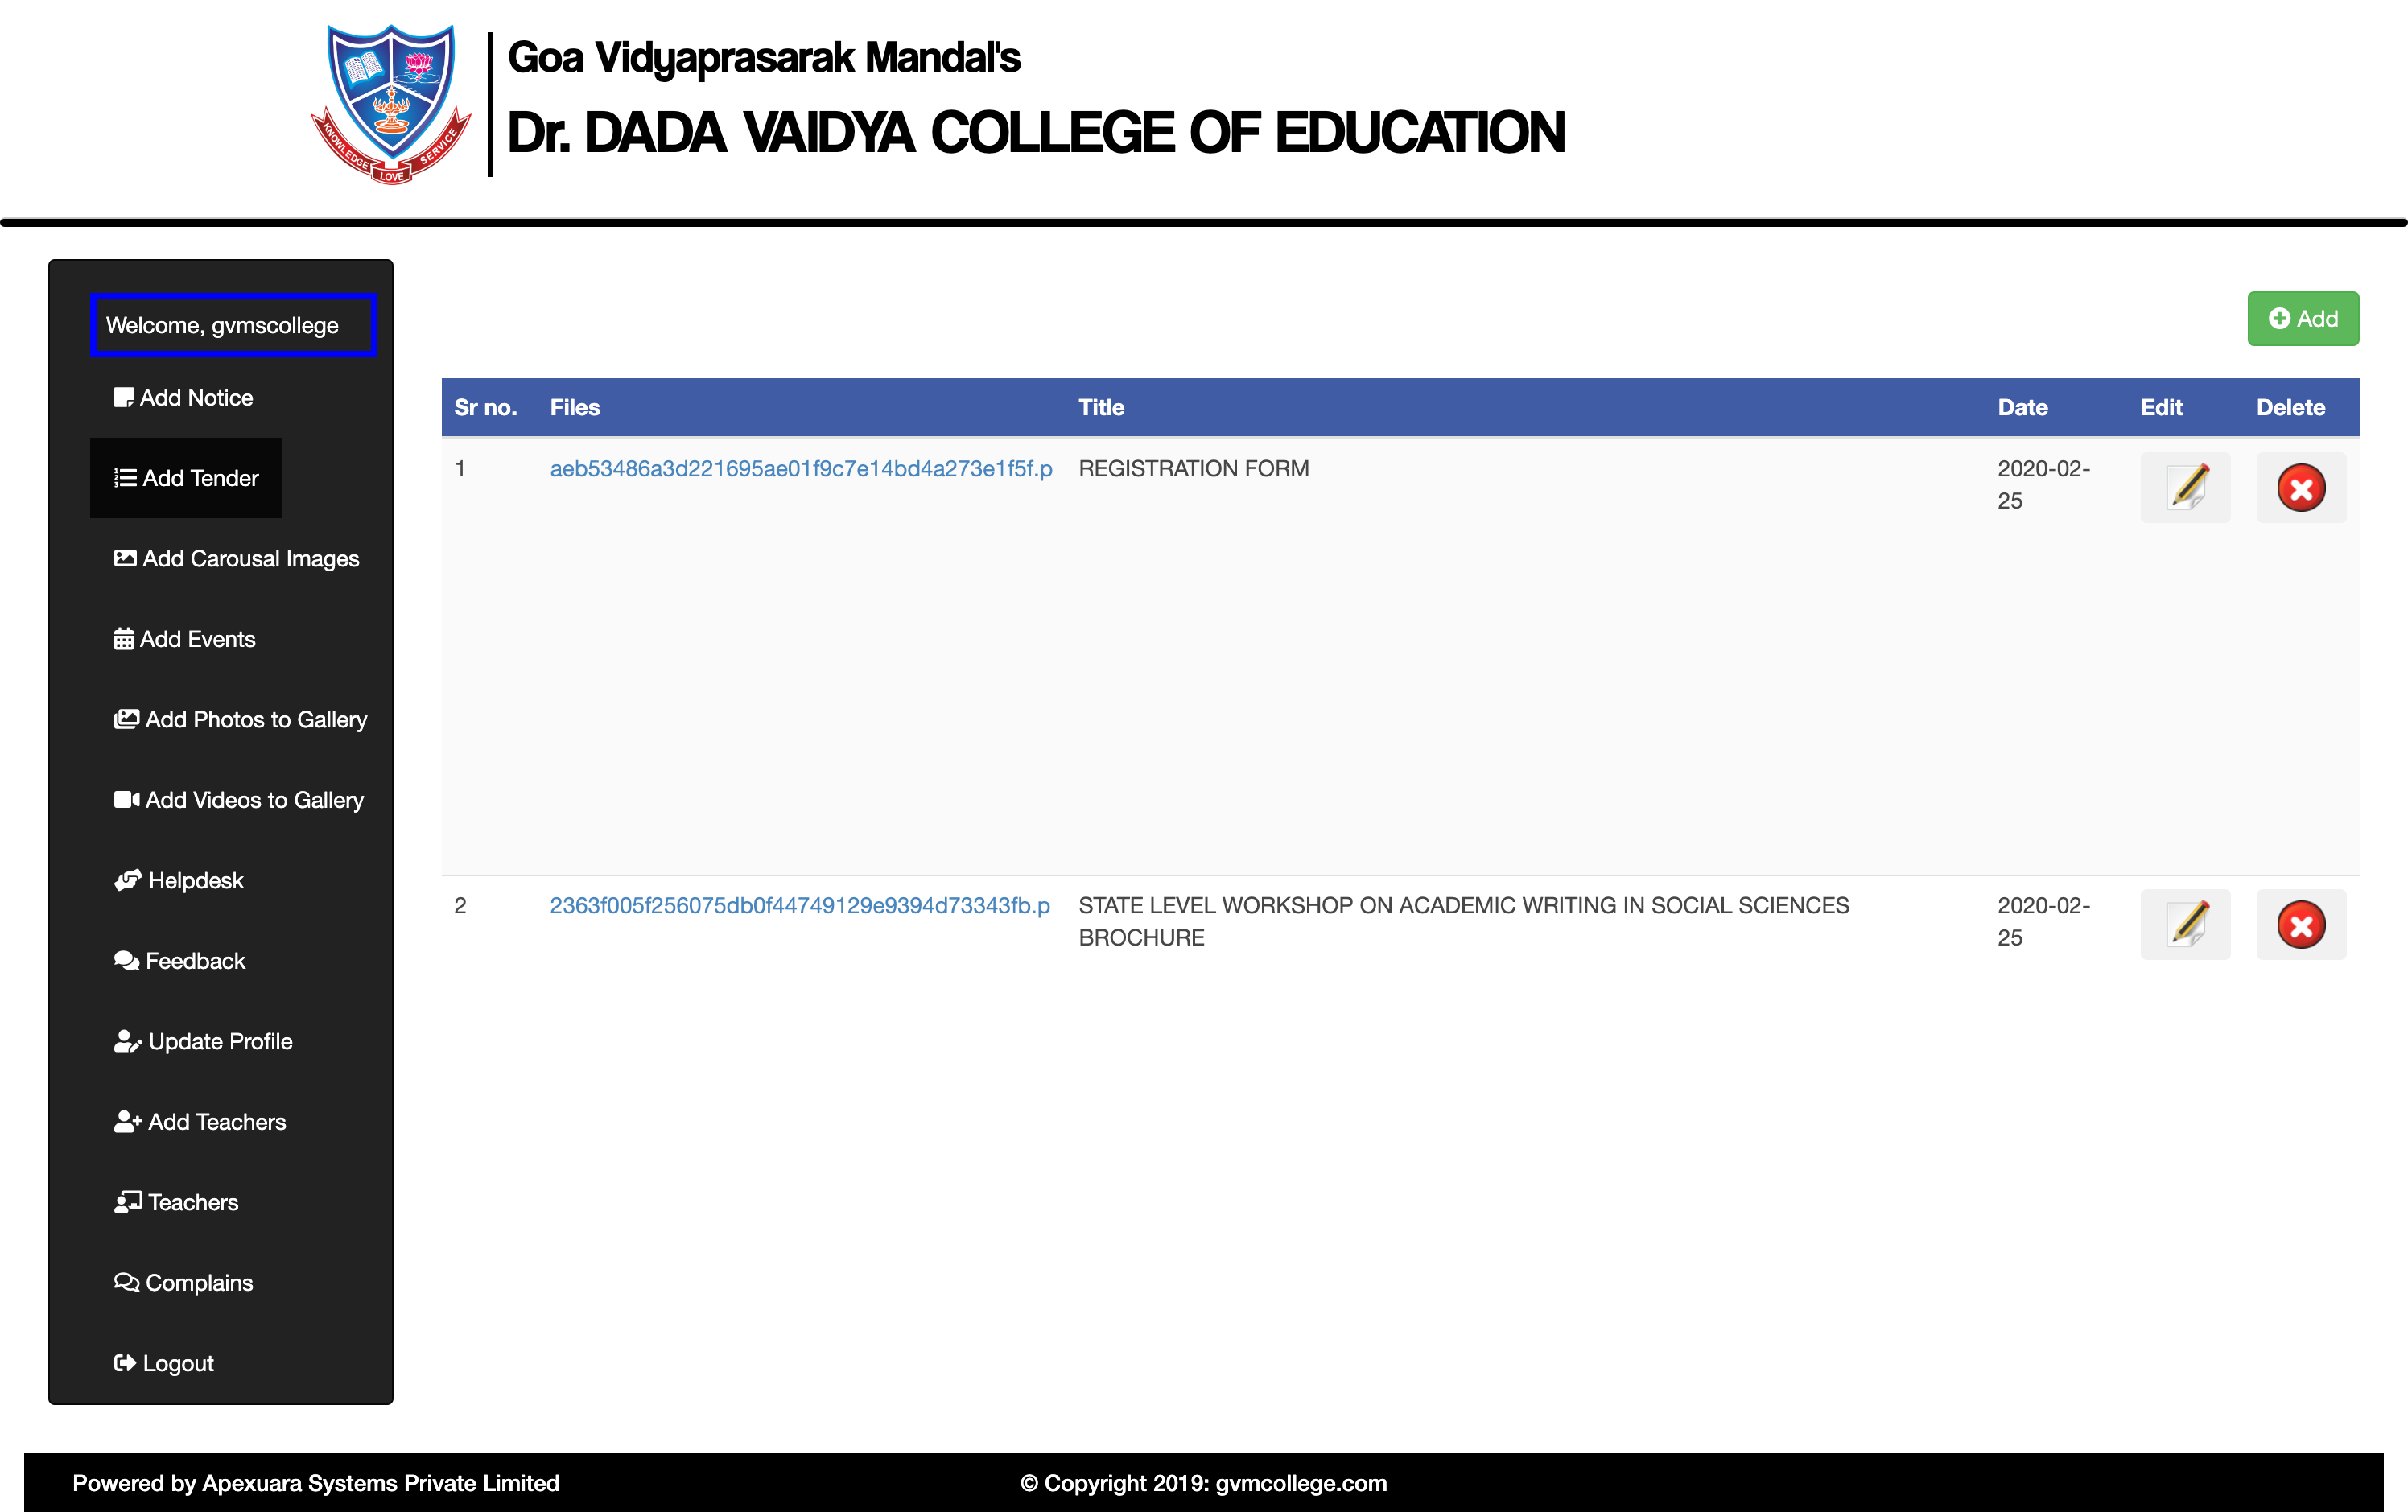 KNOWLEDGE LOVE SERVICE
Goa Vidyaprasarak Mandal's
Dr. DADA VAIDYA COLLEGE OF EDUCATION
Welcome, gvmscollege
Add Notice
Add Tender
Add Carousal Images
Add Events
Add Photos to Gallery
Add Videos to Gallery
Helpdesk
Feedback
Update Profile
Add Teachers
Teachers
Complains
Logout
Add
Sr no. Files Title Date Edit Delete
1 aeb53486a3d221695ae01f9c7e14bd4a273e1f5f.p REGISTRATION FORM 2020-02-
25
2 2363f005f256075db0f44749129e9394d73343fb.p STATE LEVEL WORKSHOP ON ACADEMIC WRITING IN SOCIAL SCIENCES 2020-02-
BROCHURE 25
Powered by Apexuara Systems Private Limited © Copyright 2019: gvmcollege.com